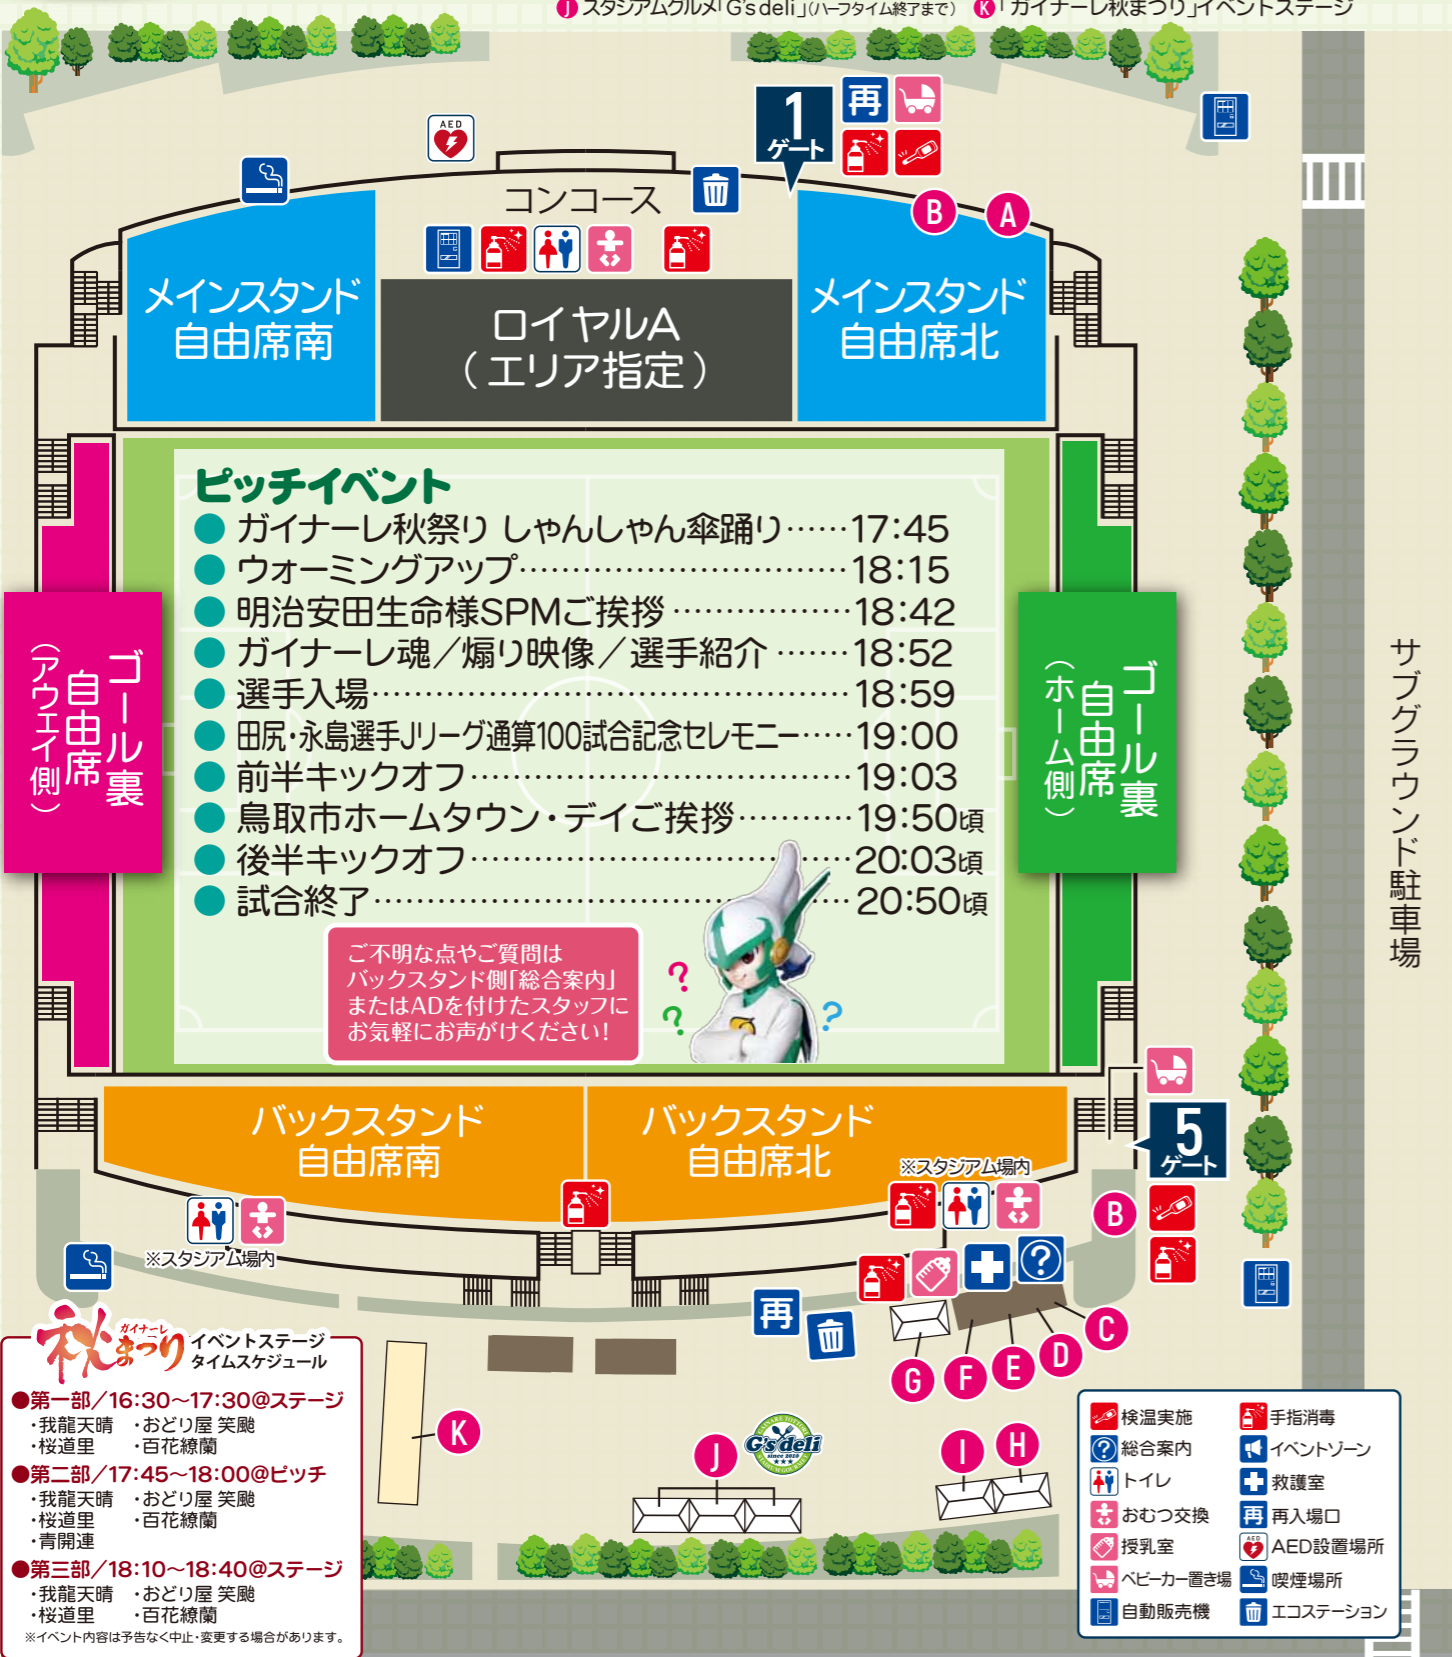 J スタジアムグルメ「G's deli」(ハーフタイム終了まで) K 「ガイナーレ秋まつり」イベントステージ
AED
1
ゲート
再
コンコース
B
A
メインスタンド
自由席南
ロイヤルA
(エリア指定)
メインスタンド
自由席北
ピッチイベント
●ガイナーレ秋祭り しゃんしゃん傘踊り……17:45
●ウォーミングアップ……………………………18:15
●明治安田生命様SPMご挨拶………………18:42
●ガイナーレ魂/煽り映像/選手紹介………18:52
●選手入場…………………………………………18:59
●田尻・永島選手Jリーグ通算100試合記念セレモニー……19:00
●前半キックオフ…………………………………19:03
●鳥取市ホームタウン・デイご挨拶…………19:50頃
●後半キックオフ…………………………………20:03頃
●試合終了…………………………………………20:50頃
ゴール裏
自由席
(アウェイ側)
ゴール裏
自由席
(ホーム側)
サブグラウンド駐車場
ご不明な点やご質問は
バックスタンド側「総合案内」
またはADを付けたスタッフに
お気軽にお声がけください!
?
?
?
バックスタンド
自由席南
バックスタンド
自由席北
※スタジアム場内
5
ゲート
B
※スタジアム場内
?
再
C
D
E
F
G
K
J
G's deli
since 2010
I
H
ガイナーレ
秋まつり イベントステージ
タイムスケジュール
●第一部/16:30~17:30@ステージ
・我龍天晴 ・おどり屋 笑颱
・桜道里 ・百花繚蘭
●第二部/17:45~18:00@ピッチ
・我龍天晴 ・おどり屋 笑颱
・桜道里 ・百花繚蘭
・青開連
●第三部/18:10~18:40@ステージ
・我龍天晴 ・おどり屋 笑颱
・桜道里 ・百花繚蘭
※イベント内容は予告なく中止・変更する場合があります。
検温実施 手指消毒
? 総合案内 イベントゾーン
トイレ 救護室
おむつ交換 再 再入場口
授乳室 AED AED設置場所
ベビーカー置き場 喫煙場所
自動販売機 エコステーション